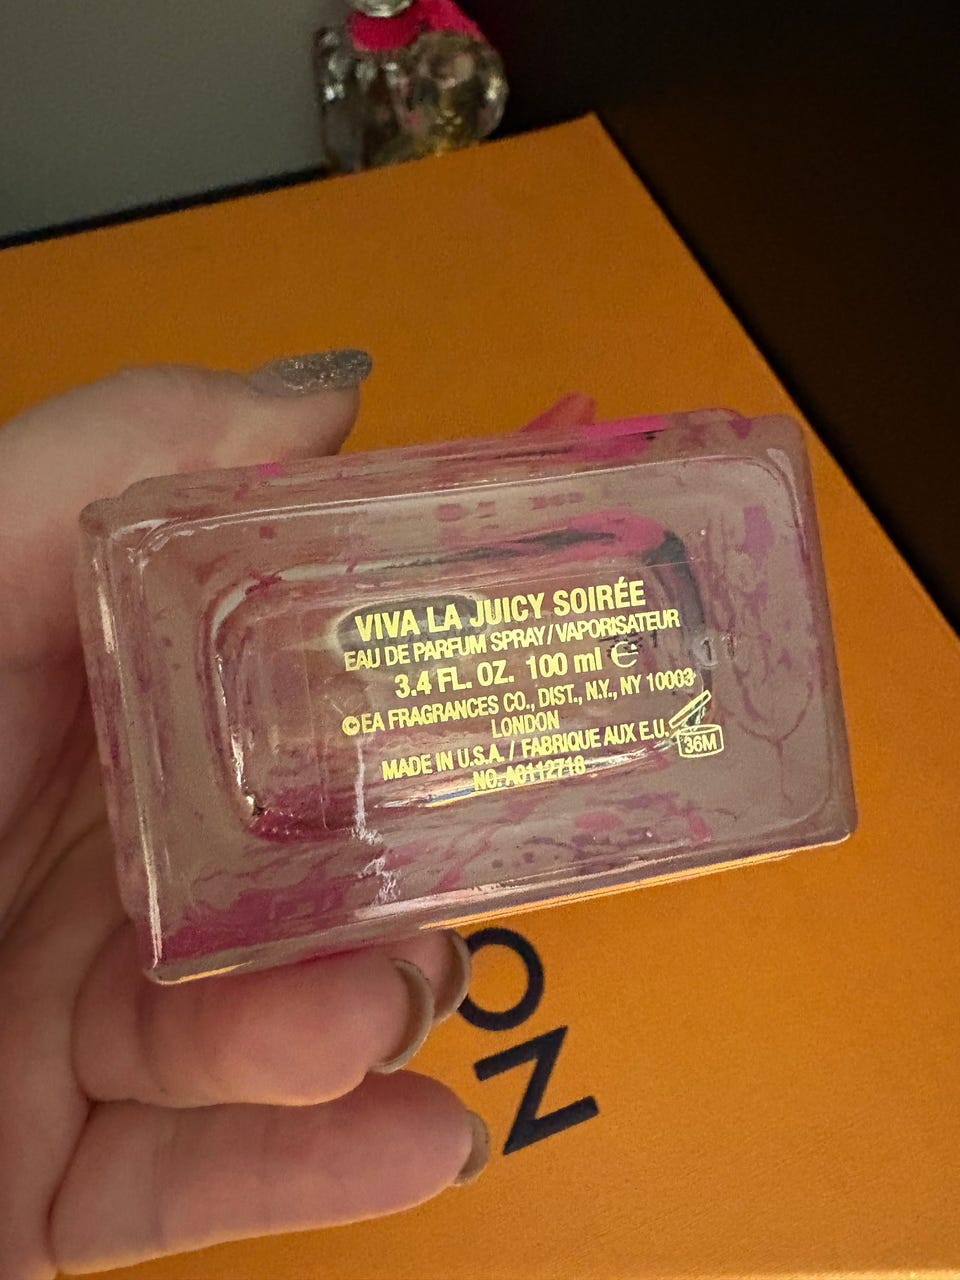 VIVA LA JUICY SOIRÉE
EAU DE PARFUM SPRAY/VAPORISATEUR
3.4 FL. OZ. 100 ml ℮
©EA FRAGRANCES CO., DIST., N.Y., NY 10003
LONDON
MADE IN U.S.A. / FABRIQUE AUX E.U.
36M
NO. A0112718
ON